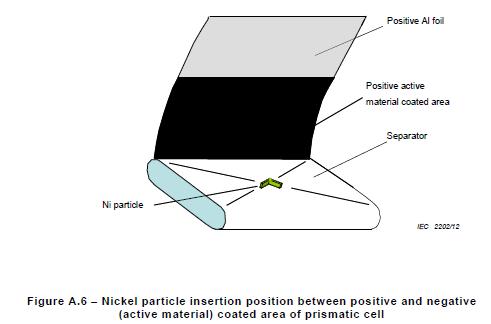 Positive Al foil
Positive active
material coated area
Separator
Ni particle
IEC 2202/12
Figure A.6 – Nickel particle insertion position between positive and negative
(active material) coated area of prismatic cell